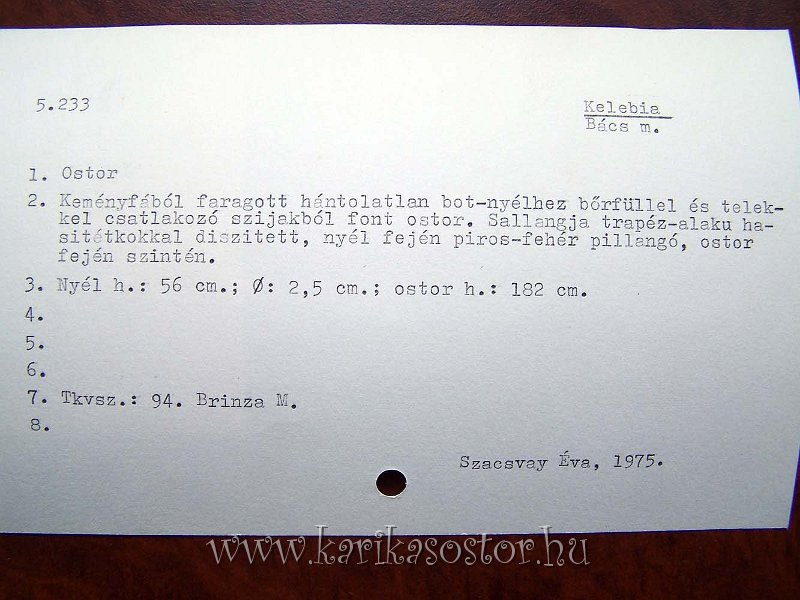 5.233
Kelebia
Bács m.
1. Ostor
2. Keményfából faragott hántolatlan bot-nyélhez bőrfüllel és telek-
kel csatlakozó szijakból font ostor. Sallangja trapéz-alaku ha-
sitétkokkal diszitett, nyél fején piros-fehér pillangó, ostor
fején szintén.
3. Nyél h.: 56 cm.; Ø: 2,5 cm.; ostor h.: 182 cm.
4.
5.
6.
7. Tkvsz.: 94. Brinza M.
8.
Szacsvay Éva, 1975.
www.karikasostor.hu